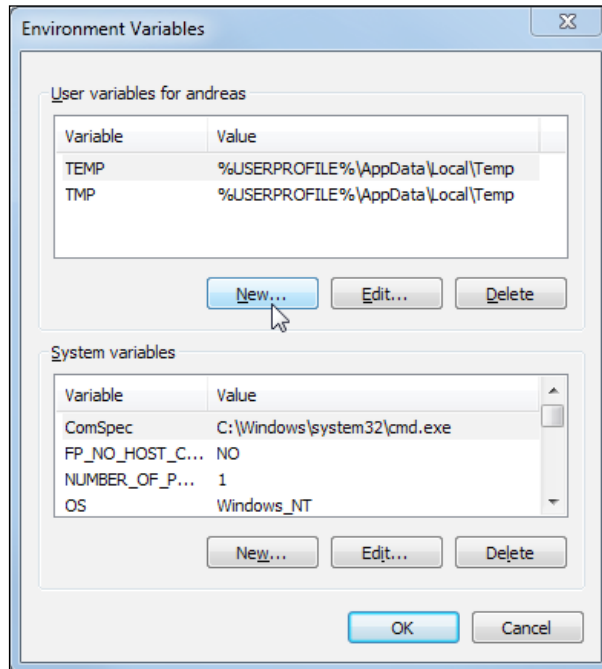 Environment Variables
User variables for andreas
Variable Value
TEMP %USERPROFILE%\AppData\Local\Temp
TMP %USERPROFILE%\AppData\Local\Temp
New... Edit... Delete
System variables
Variable Value
ComSpec C:\Windows\system32\cmd.exe
FP_NO_HOST_C... NO
NUMBER_OF_P... 1
OS Windows_NT
New... Edit... Delete
OK Cancel